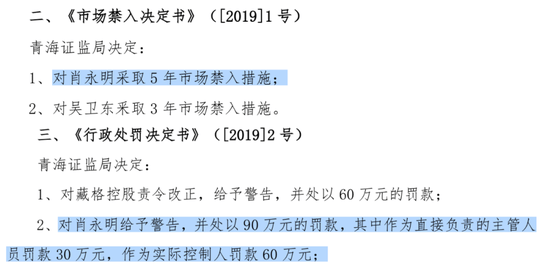 二、《市场禁入决定书》（[2019]1 号）
青海证监局决定：
1、对肖永明采取 5 年市场禁入措施；
2、对吴卫东采取 3 年市场禁入措施。
三、《行政处罚决定书》（[2019]2 号）
青海证监局决定：
1、对藏格控股责令改正，给予警告，并处以 60 万元的罚款；
2、对肖永明给予警告，并处以 90 万元的罚款，其中作为直接负责的主管人
员罚款 30 万元，作为实际控制人罚款 60 万元；